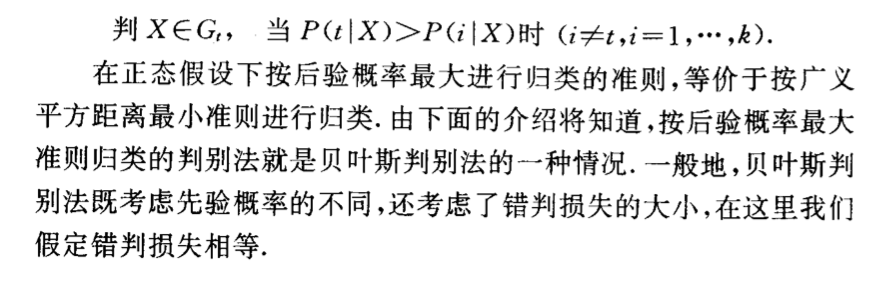 判 X∈Gₜ, 当 P(t|X)>P(i|X)时 (i≠t,i=1,⋯,k).
在正态假设下按后验概率最大进行归类的准则,等价于按广义
平方距离最小准则进行归类. 由下面的介绍将知道,按后验概率最大
准则归类的判别法就是贝叶斯判别法的一种情况. 一般地,贝叶斯判
别法既考虑先验概率的不同,还考虑了错判损失的大小,在这里我们
假定错判损失相等.